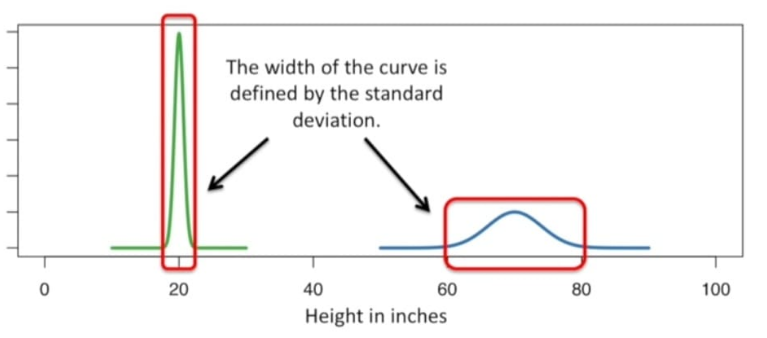 The width of the curve is
defined by the standard
deviation.
0 20 40 60 80 100
Height in inches